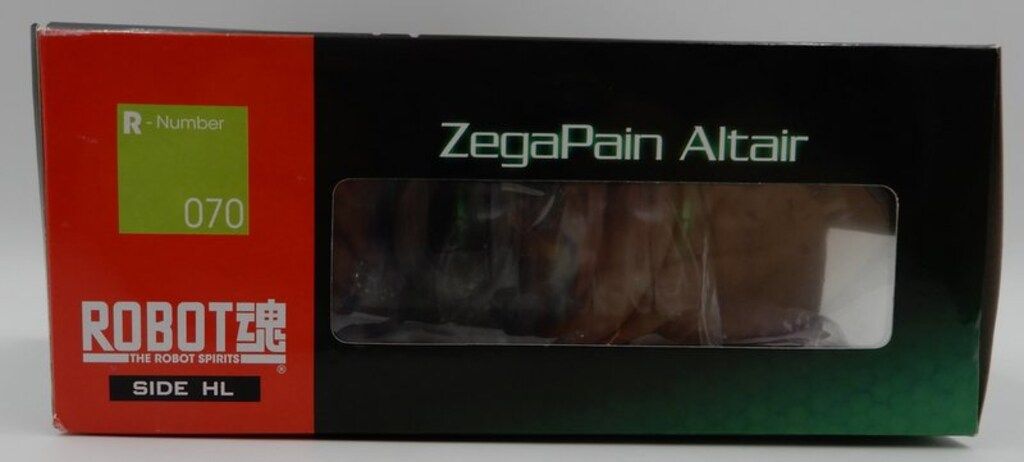 R - Number
070
ROBOT魂
THE ROBOT SPIRITS
®
SIDE HL
ZegaPain Altair